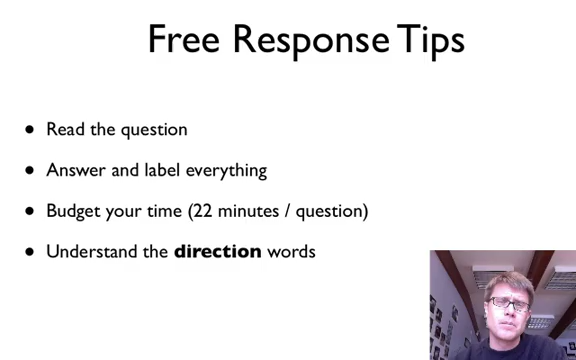 Free Response Tips
• Read the question
• Answer and label everything
• Budget your time (22 minutes / question)
• Understand the direction words